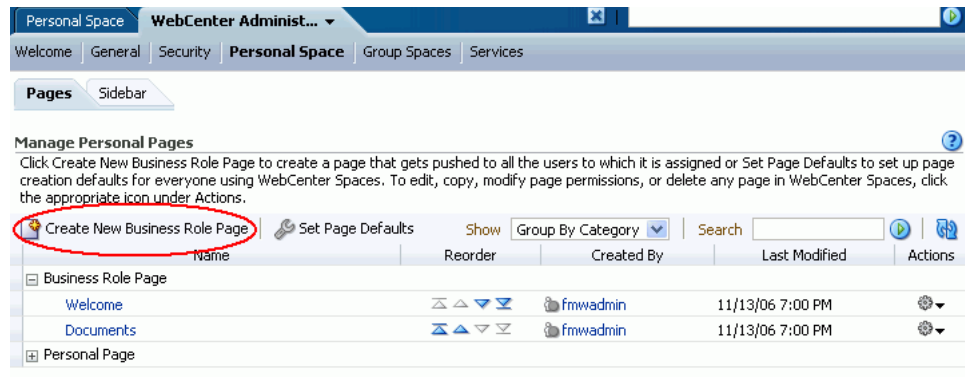 Personal Space WebCenter Administ...
Welcome General Security Personal Space Group Spaces Services
Pages Sidebar
Manage Personal Pages
Click Create New Business Role Page to create a page that gets pushed to all the users to which it is assigned or Set Page Defaults to set up page
creation defaults for everyone using WebCenter Spaces. To edit, copy, modify page permissions, or delete any page in WebCenter Spaces, click
the appropriate icon under Actions.
Create New Business Role Page Set Page Defaults Show Group By Category Search
Name Reorder Created By Last Modified Actions
Business Role Page
Welcome fmwadmin 11/13/06 7:00 PM
Documents fmwadmin 11/13/06 7:00 PM
Personal Page